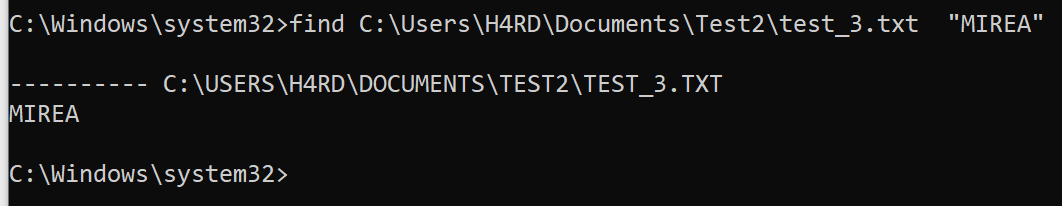 C:\Windows\system32>find C:\Users\H4RD\Documents\Test2\test_3.txt  "MIREA"
---------- C:\USERS\H4RD\DOCUMENTS\TEST2\TEST_3.TXT
MIREA
C:\Windows\system32>